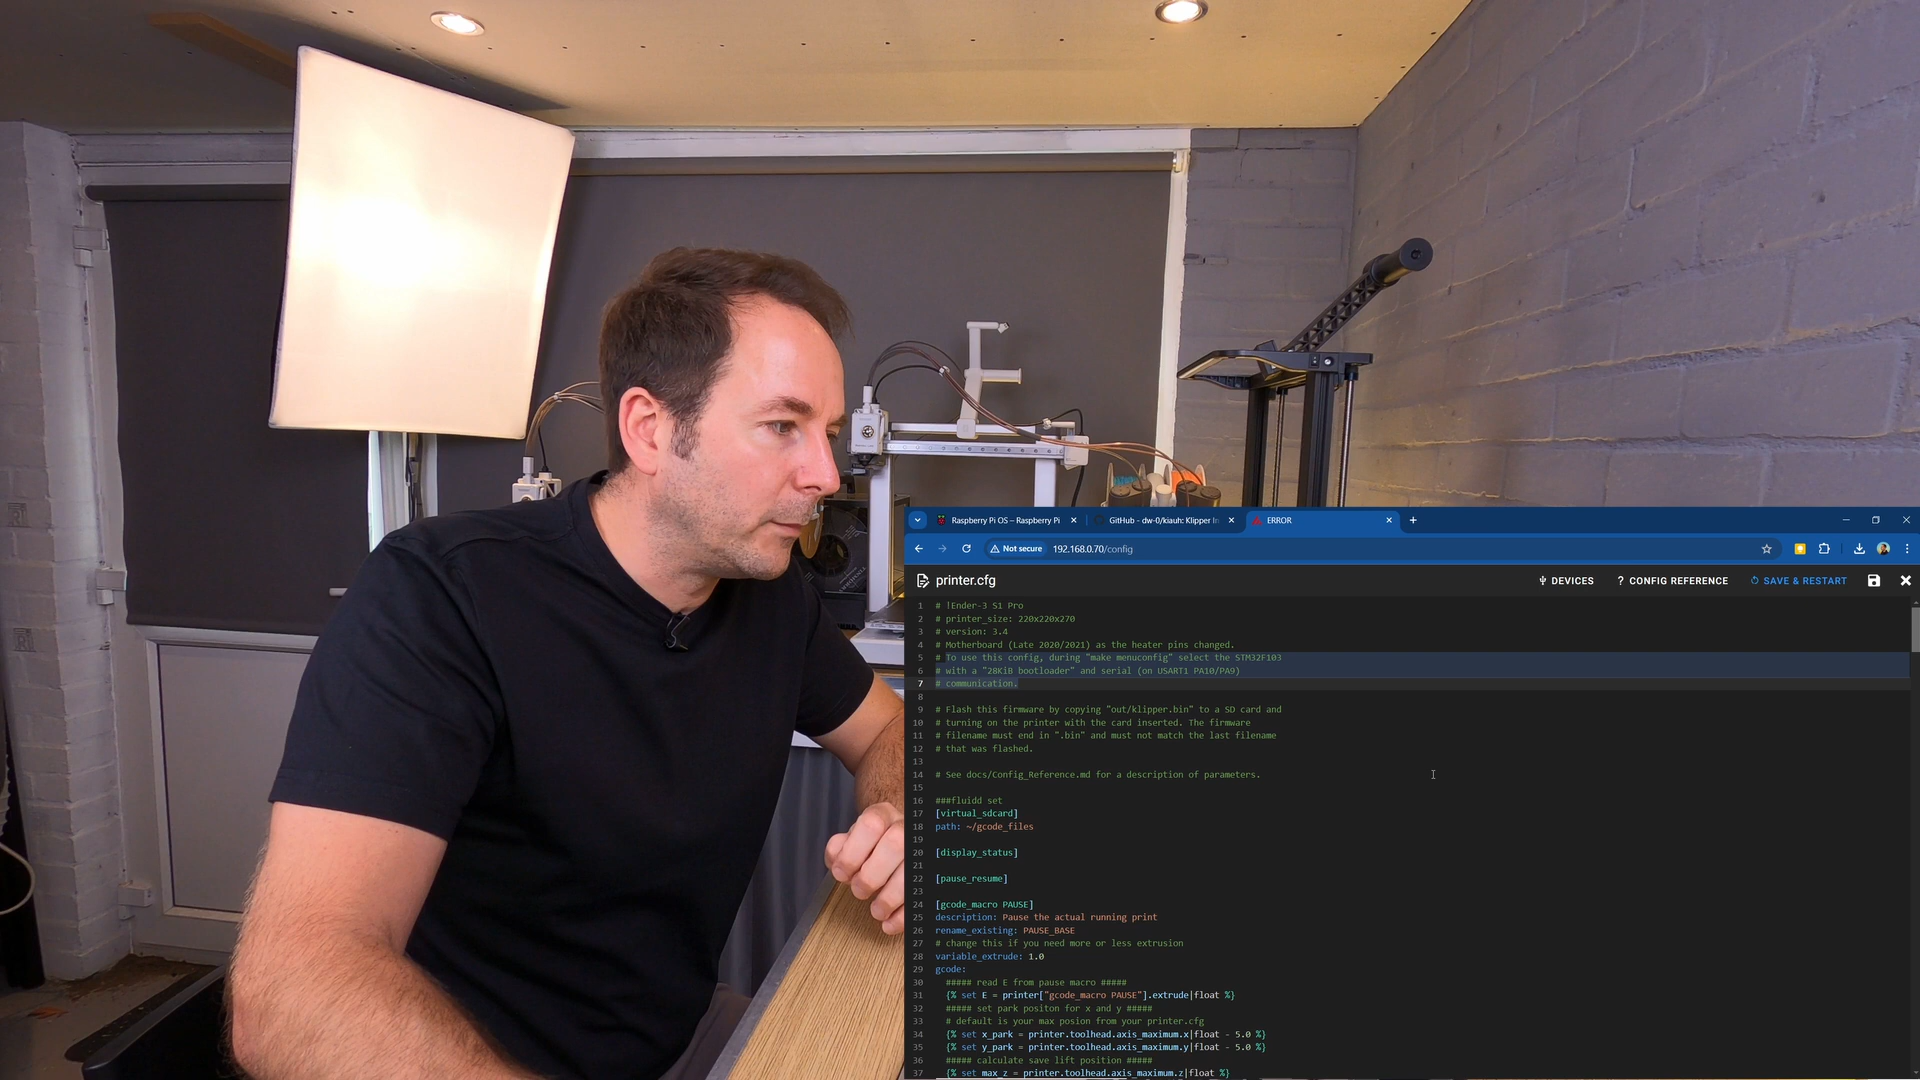 Raspberry Pi OS – Raspberry Pi
GitHub - dw-0/kiauh: Klipper In
ERROR
Not secure
192.168.0.70/config
printer.cfg
DEVICES
? CONFIG REFERENCE
SAVE & RESTART
1 # !Ender-3 S1 Pro
2 # printer_size: 220x220x270
3 # version: 3.4
4 # Motherboard (Late 2020/2021) as the heater pins changed.
5 # To use this config, during "make menuconfig" select the STM32F103
6 # with a "28KiB bootloader" and serial (on USART1 PA10/PA9)
7 # communication.
8
9 # Flash this firmware by copying "out/klipper.bin" to a SD card and
10 # turning on the printer with the card inserted. The firmware
11 # filename must end in ".bin" and must not match the last filename
12 # that was flashed.
13
14 # See docs/Config_Reference.md for a description of parameters.
15
16 ###fluidd set
17 [virtual_sdcard]
18 path: ~/gcode_files
19
20 [display_status]
21
22 [pause_resume]
23
24 [gcode_macro PAUSE]
25 description: Pause the actual running print
26 rename_existing: PAUSE_BASE
27 # change this if you need more or less extrusion
28 variable_extrude: 1.0
29 gcode:
30 ##### read E from pause macro #####
31 {% set E = printer["gcode_macro PAUSE"].extrude|float %}
32 ##### set park positon for x and y #####
33 # default is your max posion from your printer.cfg
34 {% set x_park = printer.toolhead.axis_maximum.x|float - 5.0 %}
35 {% set y_park = printer.toolhead.axis_maximum.y|float - 5.0 %}
36 ##### calculate save lift position #####
37 {% set max_z = printer.toolhead.axis_maximum.z|float %}